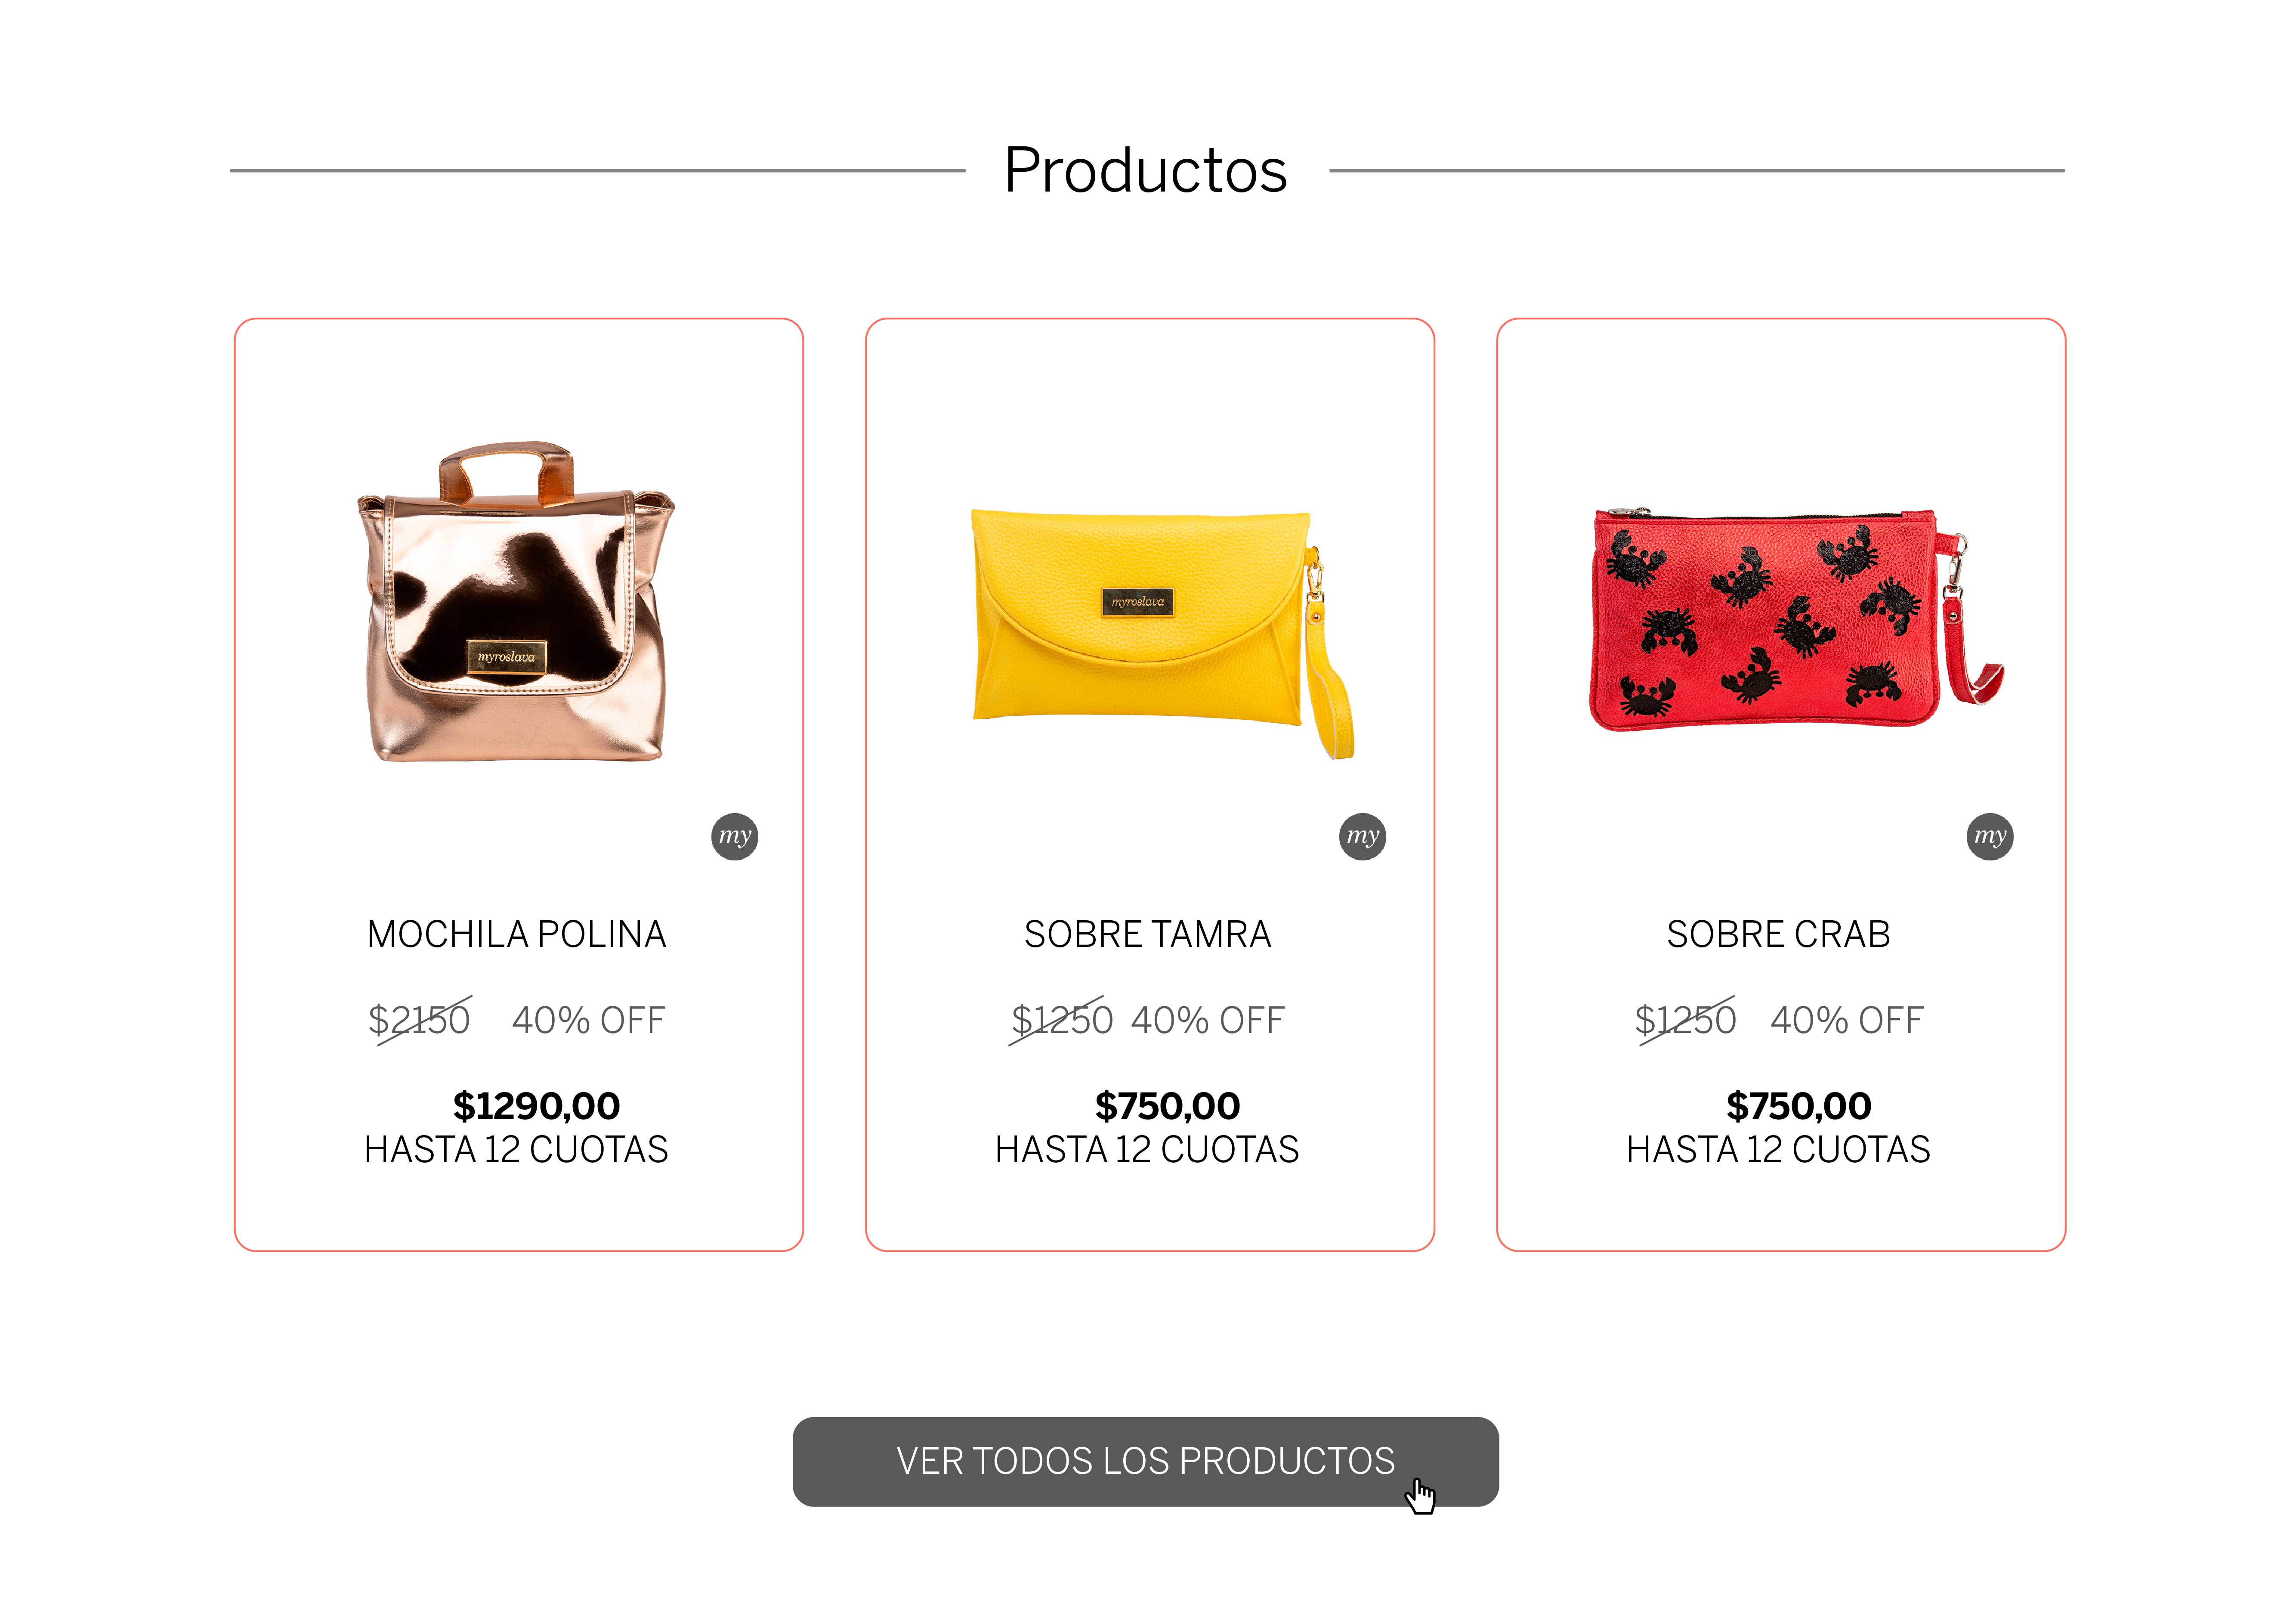 Productos
myroslava
my
MOCHILA POLINA
$2150 40% OFF
$1290,00
HASTA 12 CUOTAS
myroslava
my
SOBRE TAMRA
$1250 40% OFF
$750,00
HASTA 12 CUOTAS
my
SOBRE CRAB
$1250 40% OFF
$750,00
HASTA 12 CUOTAS
VER TODOS LOS PRODUCTOS